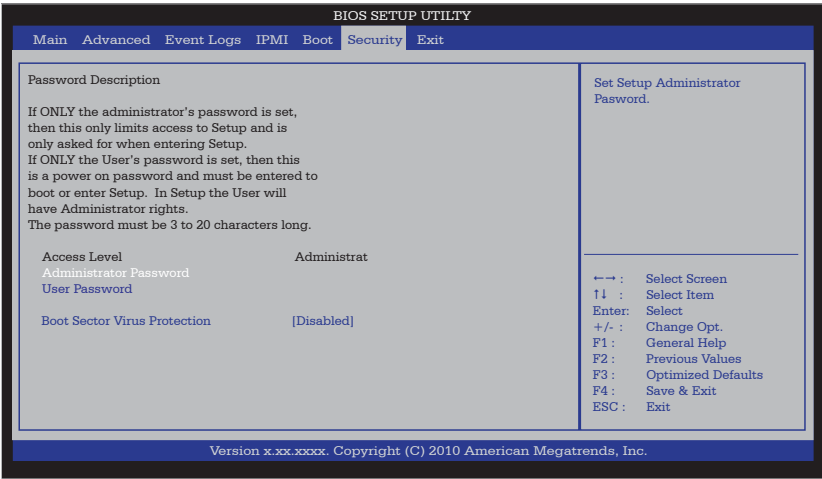 BIOS SETUP UTILTY
Main Advanced Event Logs IPMI Boot Security Exit
Password Description
If ONLY the administrator's password is set,
then this only limits access to Setup and is
only asked for when entering Setup.
If ONLY the User's password is set, then this
is a power on password and must be entered to
boot or enter Setup. In Setup the User will
have Administrator rights.
The password must be 3 to 20 characters long.
Access Level Administrat
Administrator Password
User Password
Boot Sector Virus Protection [Disabled]
Set Setup Administrator
Pasword.
←→ : Select Screen
↑↓ : Select Item
Enter: Select
+/- : Change Opt.
F1 : General Help
F2 : Previous Values
F3 : Optimized Defaults
F4 : Save & Exit
ESC : Exit
Version x.xx.xxxx. Copyright (C) 2010 American Megatrends, Inc.